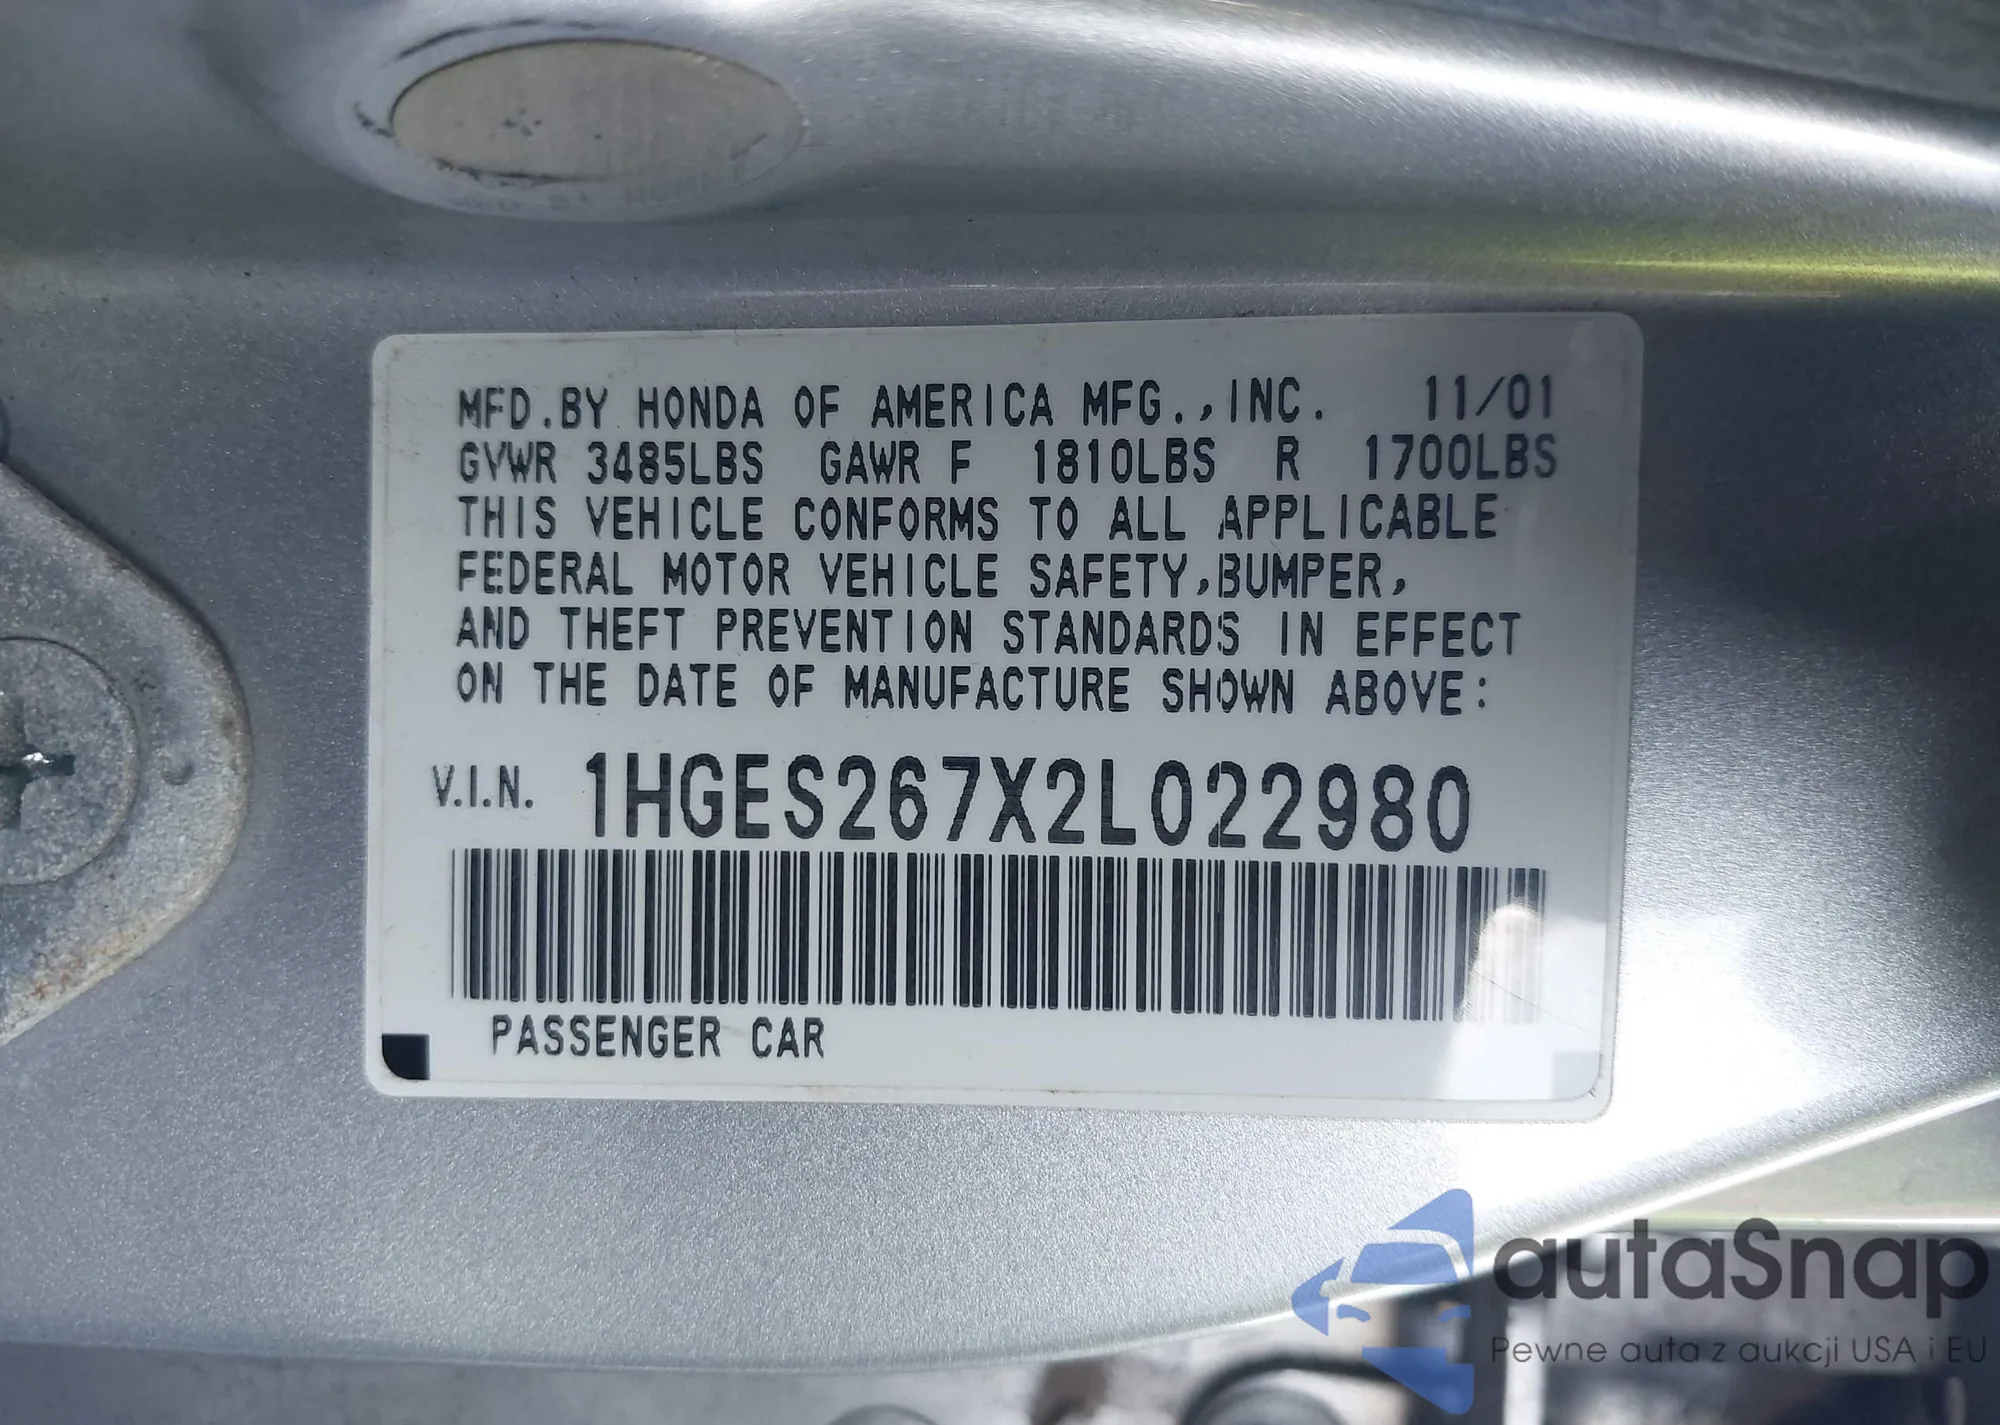 MFD.BY HONDA OF AMERICA MFG.,INC. 11/01
GVWR 3485LBS GAWR F 1810LBS R 1700LBS
THIS VEHICLE CONFORMS TO ALL APPLICABLE
FEDERAL MOTOR VEHICLE SAFETY,BUMPER,
AND THEFT PREVENTION STANDARDS IN EFFECT
ON THE DATE OF MANUFACTURE SHOWN ABOVE:
V.I.N. 1HGES267X2L022980
PASSENGER CAR
autaSnap
Pewne auta z aukcji USA i EU